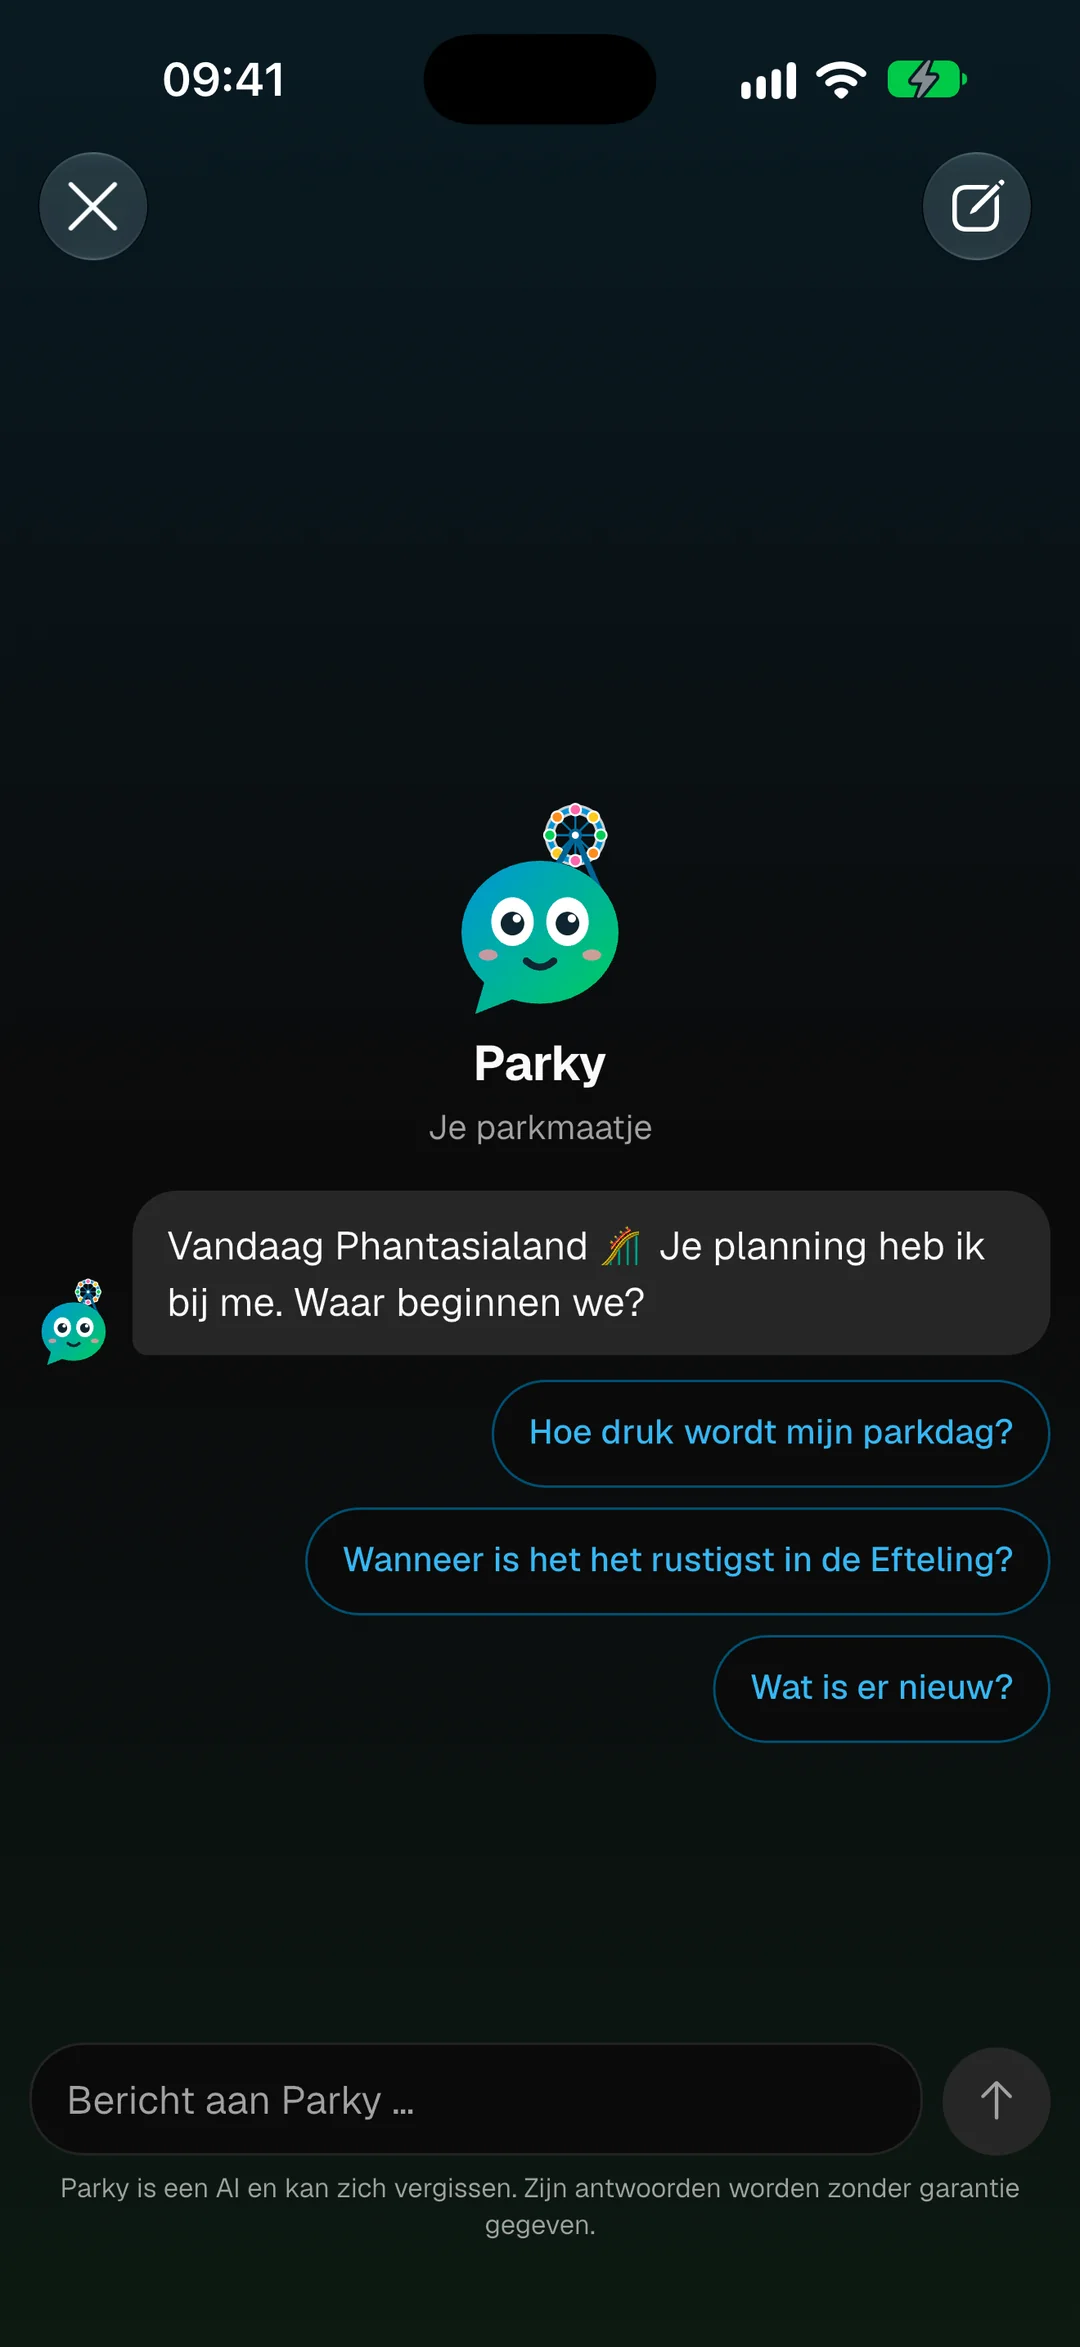 09:41
Parky
Je parkmaatje
Vandaag Phantasialand 🎢 Je planning heb ik
bij me. Waar beginnen we?
Hoe druk wordt mijn parkdag?
Wanneer is het het rustigst in de Efteling?
Wat is er nieuw?
Bericht aan Parky ...
Parky is een AI en kan zich vergissen. Zijn antwoorden worden zonder garantie
gegeven.